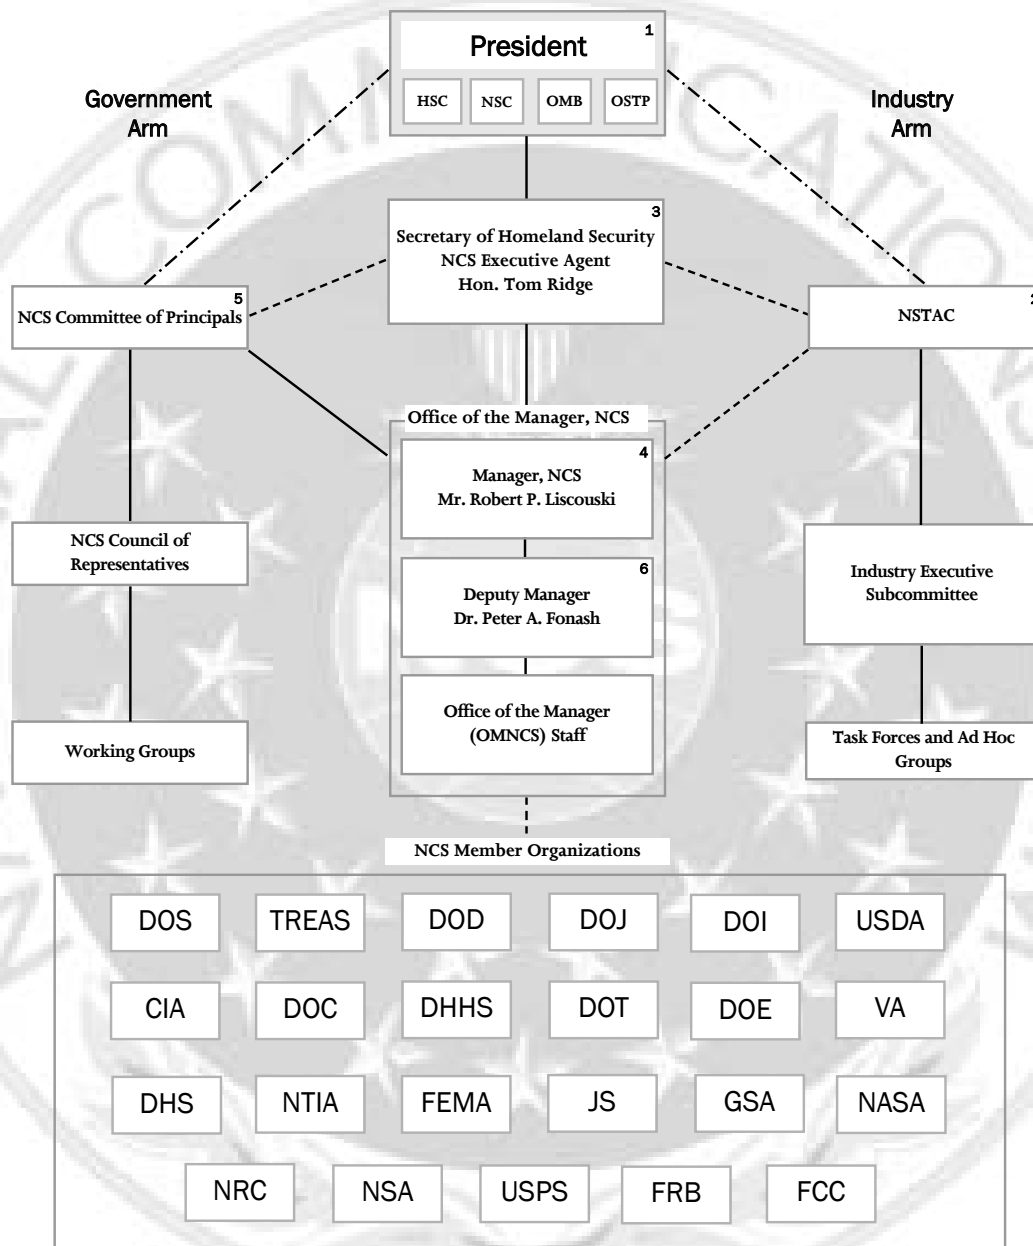 1
President
HSC NSC OMB OSTP
Government
Arm
Industry
Arm
3
Secretary of Homeland Security
NCS Executive Agent
Hon. Tom Ridge
5
NCS Committee of Principals
2
NSTAC
Office of the Manager, NCS
4
Manager, NCS
Mr. Robert P. Liscouski
6
Deputy Manager
Dr. Peter A. Fonash
Office of the Manager
(OMNCS) Staff
NCS Council of
Representatives
Working Groups
Industry Executive
Subcommittee
Task Forces and Ad Hoc
Groups
NCS Member Organizations
DOS TREAS DOD DOJ DOI USDA
CIA DOC DHHS DOT DOE VA
DHS NTIA FEMA JS GSA NASA
NRC NSA USPS FRB FCC